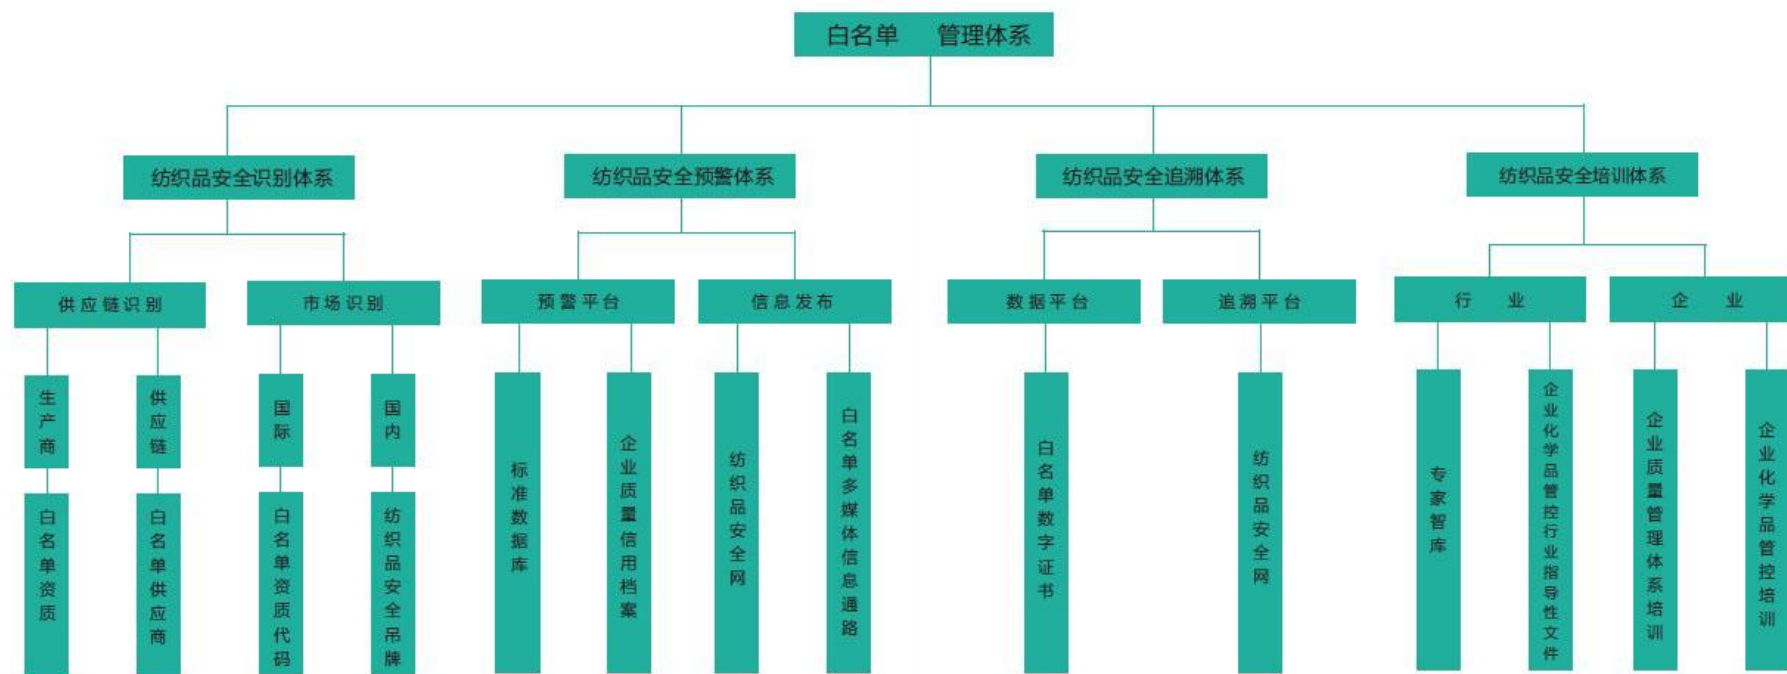 白名单 管理体系
纺织品安全识别体系
纺织品安全预警体系
纺织品安全追溯体系
纺织品安全培训体系
供应链识别
市场识别
预警平台
信息发布
数据平台
追溯平台
行 业
企 业
生产商
供应链
国际
国内
标准数据库
企业质量信用档案
纺织品安全网
白名单多媒体信息通路
白名单数字证书
纺织品安全网
专家智库
企业化学品管控行业指导性文件
企业质量管理体系培训
企业化学品管控培训
白名单资质
白名单供应商
白名单资质代码
纺织品安全吊牌